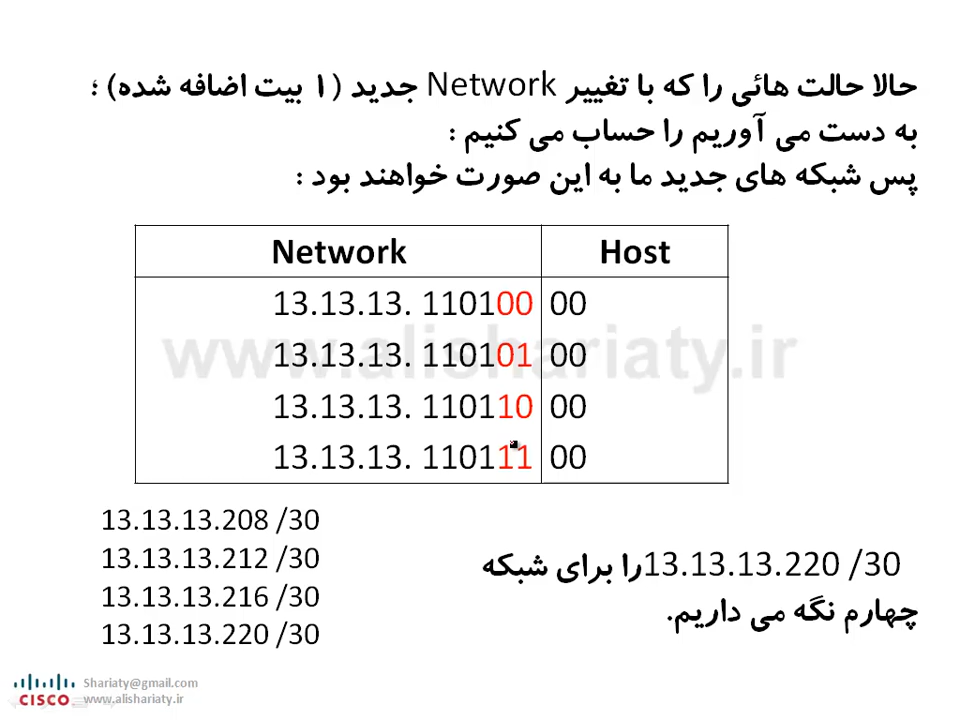 حالا حالت هائی را که با تغییر Network جدید (۱ بیت اضافه شده) ؛
به دست می آوریم را حساب می کنیم :
پس شبکه های جدید ما به این صورت خواهند بود :
Network Host
13.13.13. 110100 00
13.13.13. 110101 00
13.13.13. 110110 00
13.13.13. 110111 00
www.alishariaty.ir
13.13.13.208 /30
13.13.13.212 /30
13.13.13.216 /30
13.13.13.220 /30
13.13.13.220 /30را برای شبکه
چهارم نگه می داریم.
CISCO
Shariaty@gmail.com
www.alishariaty.ir